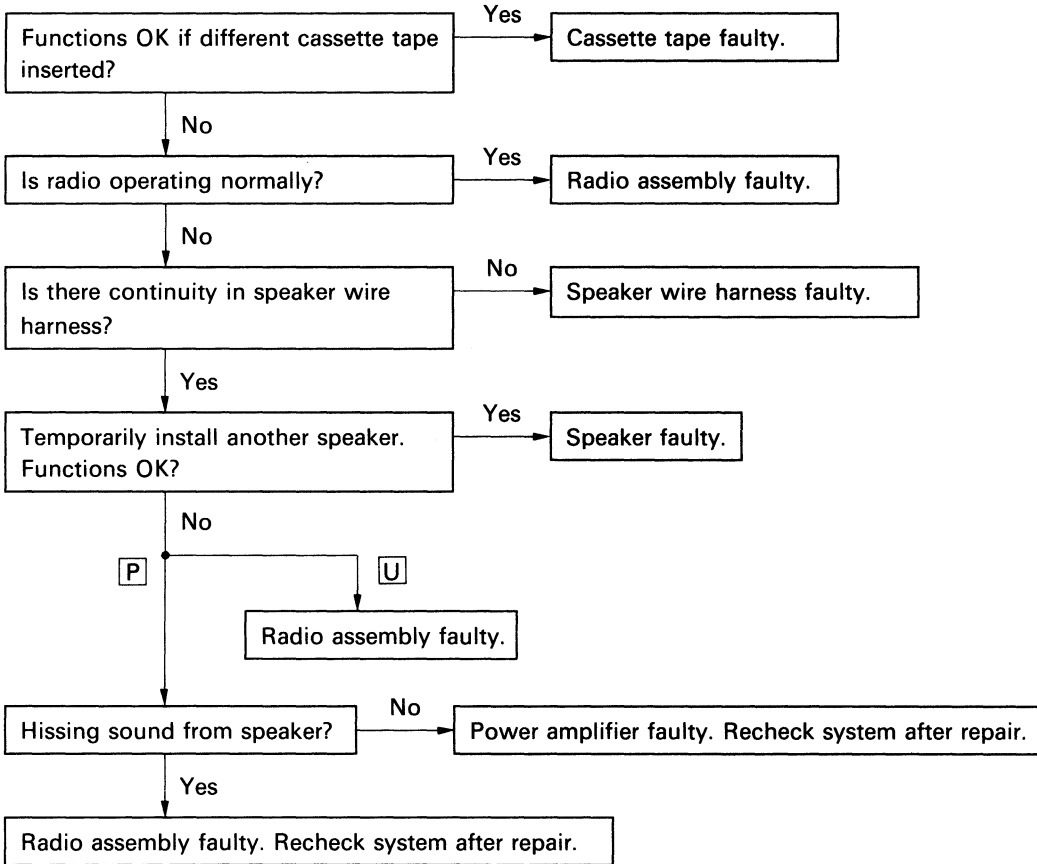 Functions OK if different cassette tape
inserted?
Yes
Cassette tape faulty.
No
Is radio operating normally?
Yes
Radio assembly faulty.
No
Is there continuity in speaker wire
harness?
No
Speaker wire harness faulty.
Yes
Temporarily install another speaker.
Functions OK?
Yes
Speaker faulty.
No
P
U
Radio assembly faulty.
Hissing sound from speaker?
No
Power amplifier faulty. Recheck system after repair.
Yes
Radio assembly faulty. Recheck system after repair.